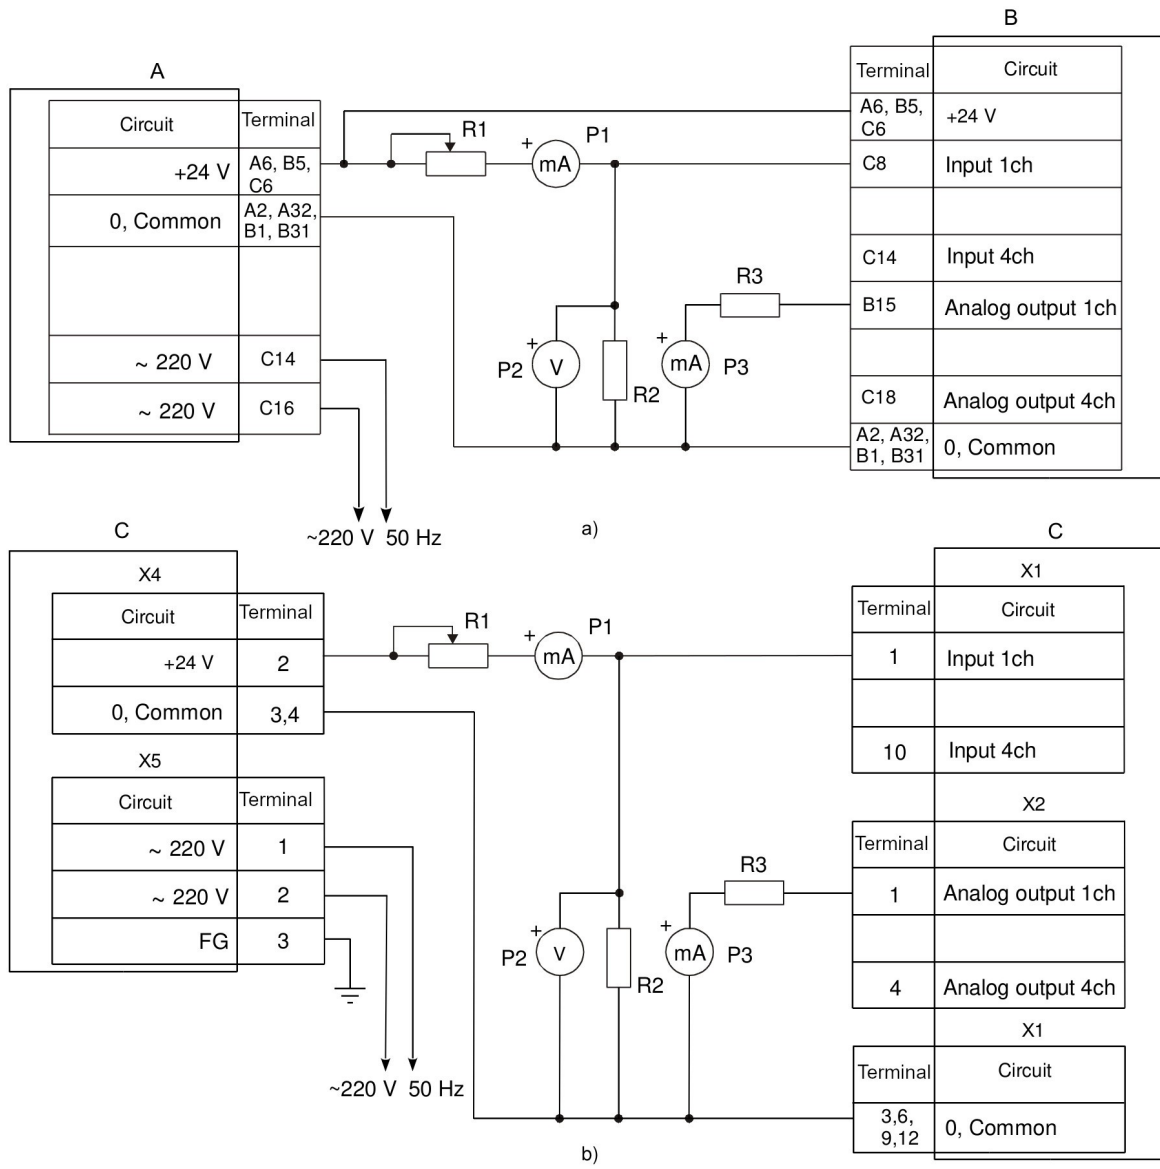 A
Circuit Terminal
+24 V A6, B5,
C6
0, Common A2, A32,
B1, B31
~ 220 V C14
~ 220 V C16
~220 V 50 Hz
R1
+ mA P1
+ V P2
R2
+ mA P3
R3
B
Terminal Circuit
A6, B5,
C6 +24 V
C8 Input 1ch
C14 Input 4ch
B15 Analog output 1ch
C18 Analog output 4ch
A2, A32,
B1, B31 0, Common
a)
C
X4
Circuit Terminal
+24 V 2
0, Common 3,4
X5
Circuit Terminal
~ 220 V 1
~ 220 V 2
FG 3
~220 V 50 Hz
R1
+ mA P1
+ V P2
R2
+ mA P3
R3
C
X1
Terminal Circuit
1 Input 1ch
10 Input 4ch
X2
Terminal Circuit
1 Analog output 1ch
4 Analog output 4ch
X1
Terminal Circuit
3,6,
9,12 0, Common
b)